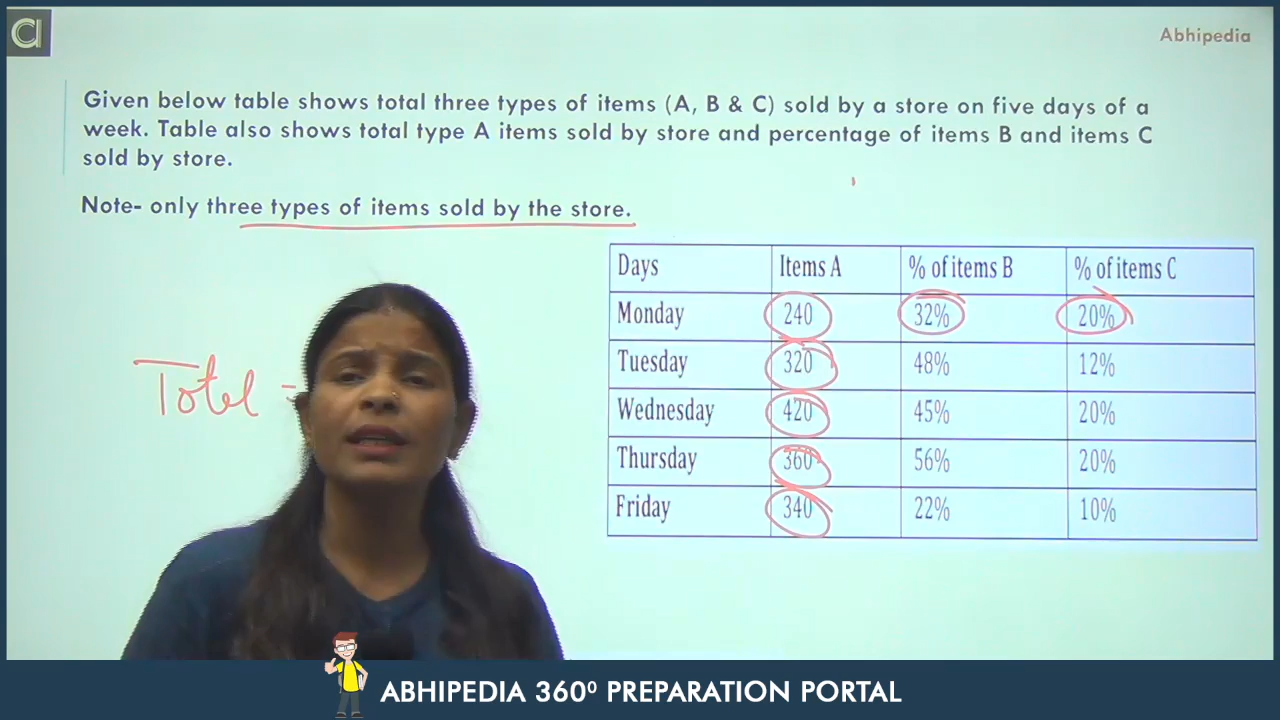 Abhipedia
Given below table shows total three types of items (A, B & C) sold by a store on five days of a
week. Table also shows total type A items sold by store and percentage of items B and items C
sold by store.
Note- only three types of items sold by the store.
Days Items A % of items B % of items C
Monday 240 32% 20%
Tuesday 320 48% 12%
Wednesday 420 45% 20%
Thursday 360 56% 20%
Friday 340 22% 10%
Total =
ABHIPEDIA 360⁰ PREPARATION PORTAL